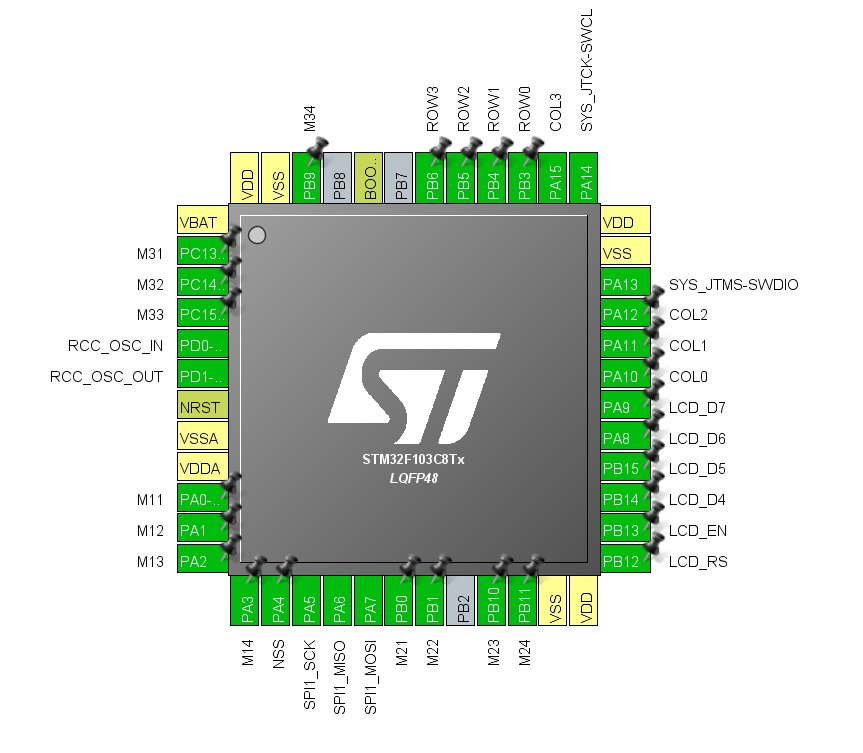 SYS_JTCK-SWCL
COL3
ROW0
ROW1
ROW2
ROW3
M34
VDD
VSS
PB9
PB8
BOO..
PB7
PB6
PB5
PB4
PB3
PA15
PA14
VBAT
VDD
M31 PC13..
VSS
M32 PC14..
PA13 SYS_JTMS-SWDIO
M33 PC15..
PA12 COL2
RCC_OSC_IN PD0-..
PA11 COL1
RCC_OSC_OUT PD1-..
PA10 COL0
NRST
PA9 LCD_D7
VSSA
PA8 LCD_D6
VDDA
PB15 LCD_D5
M11 PA0-..
PB14 LCD_D4
M12 PA1
PB13 LCD_EN
M13 PA2
PB12 LCD_RS
ST
STM32F103C8Tx
LQFP48
PA3
PA4
PA5
PA6
PA7
PB0
PB1
PB2
PB10
PB11
VSS
VDD
M14
NSS
SPI1_SCK
SPI1_MISO
SPI1_MOSI
M21
M22
M23
M24